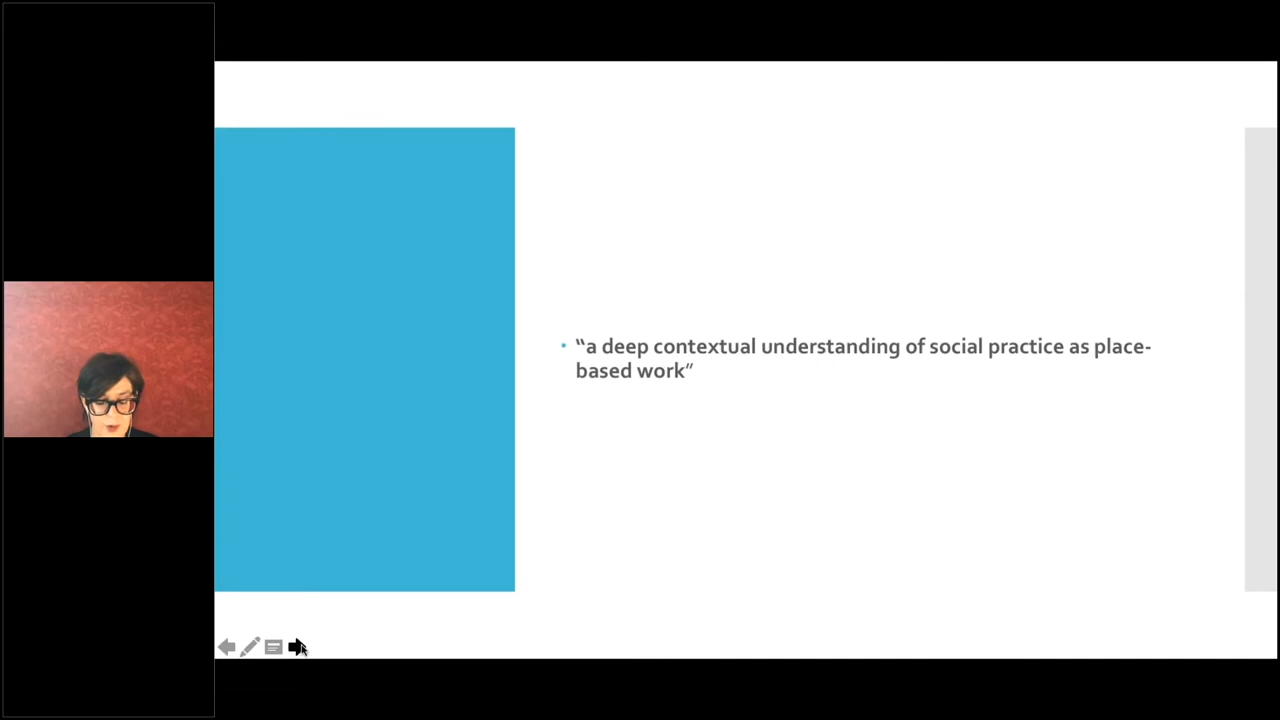 “a deep contextual understanding of social practice as place-
based work”